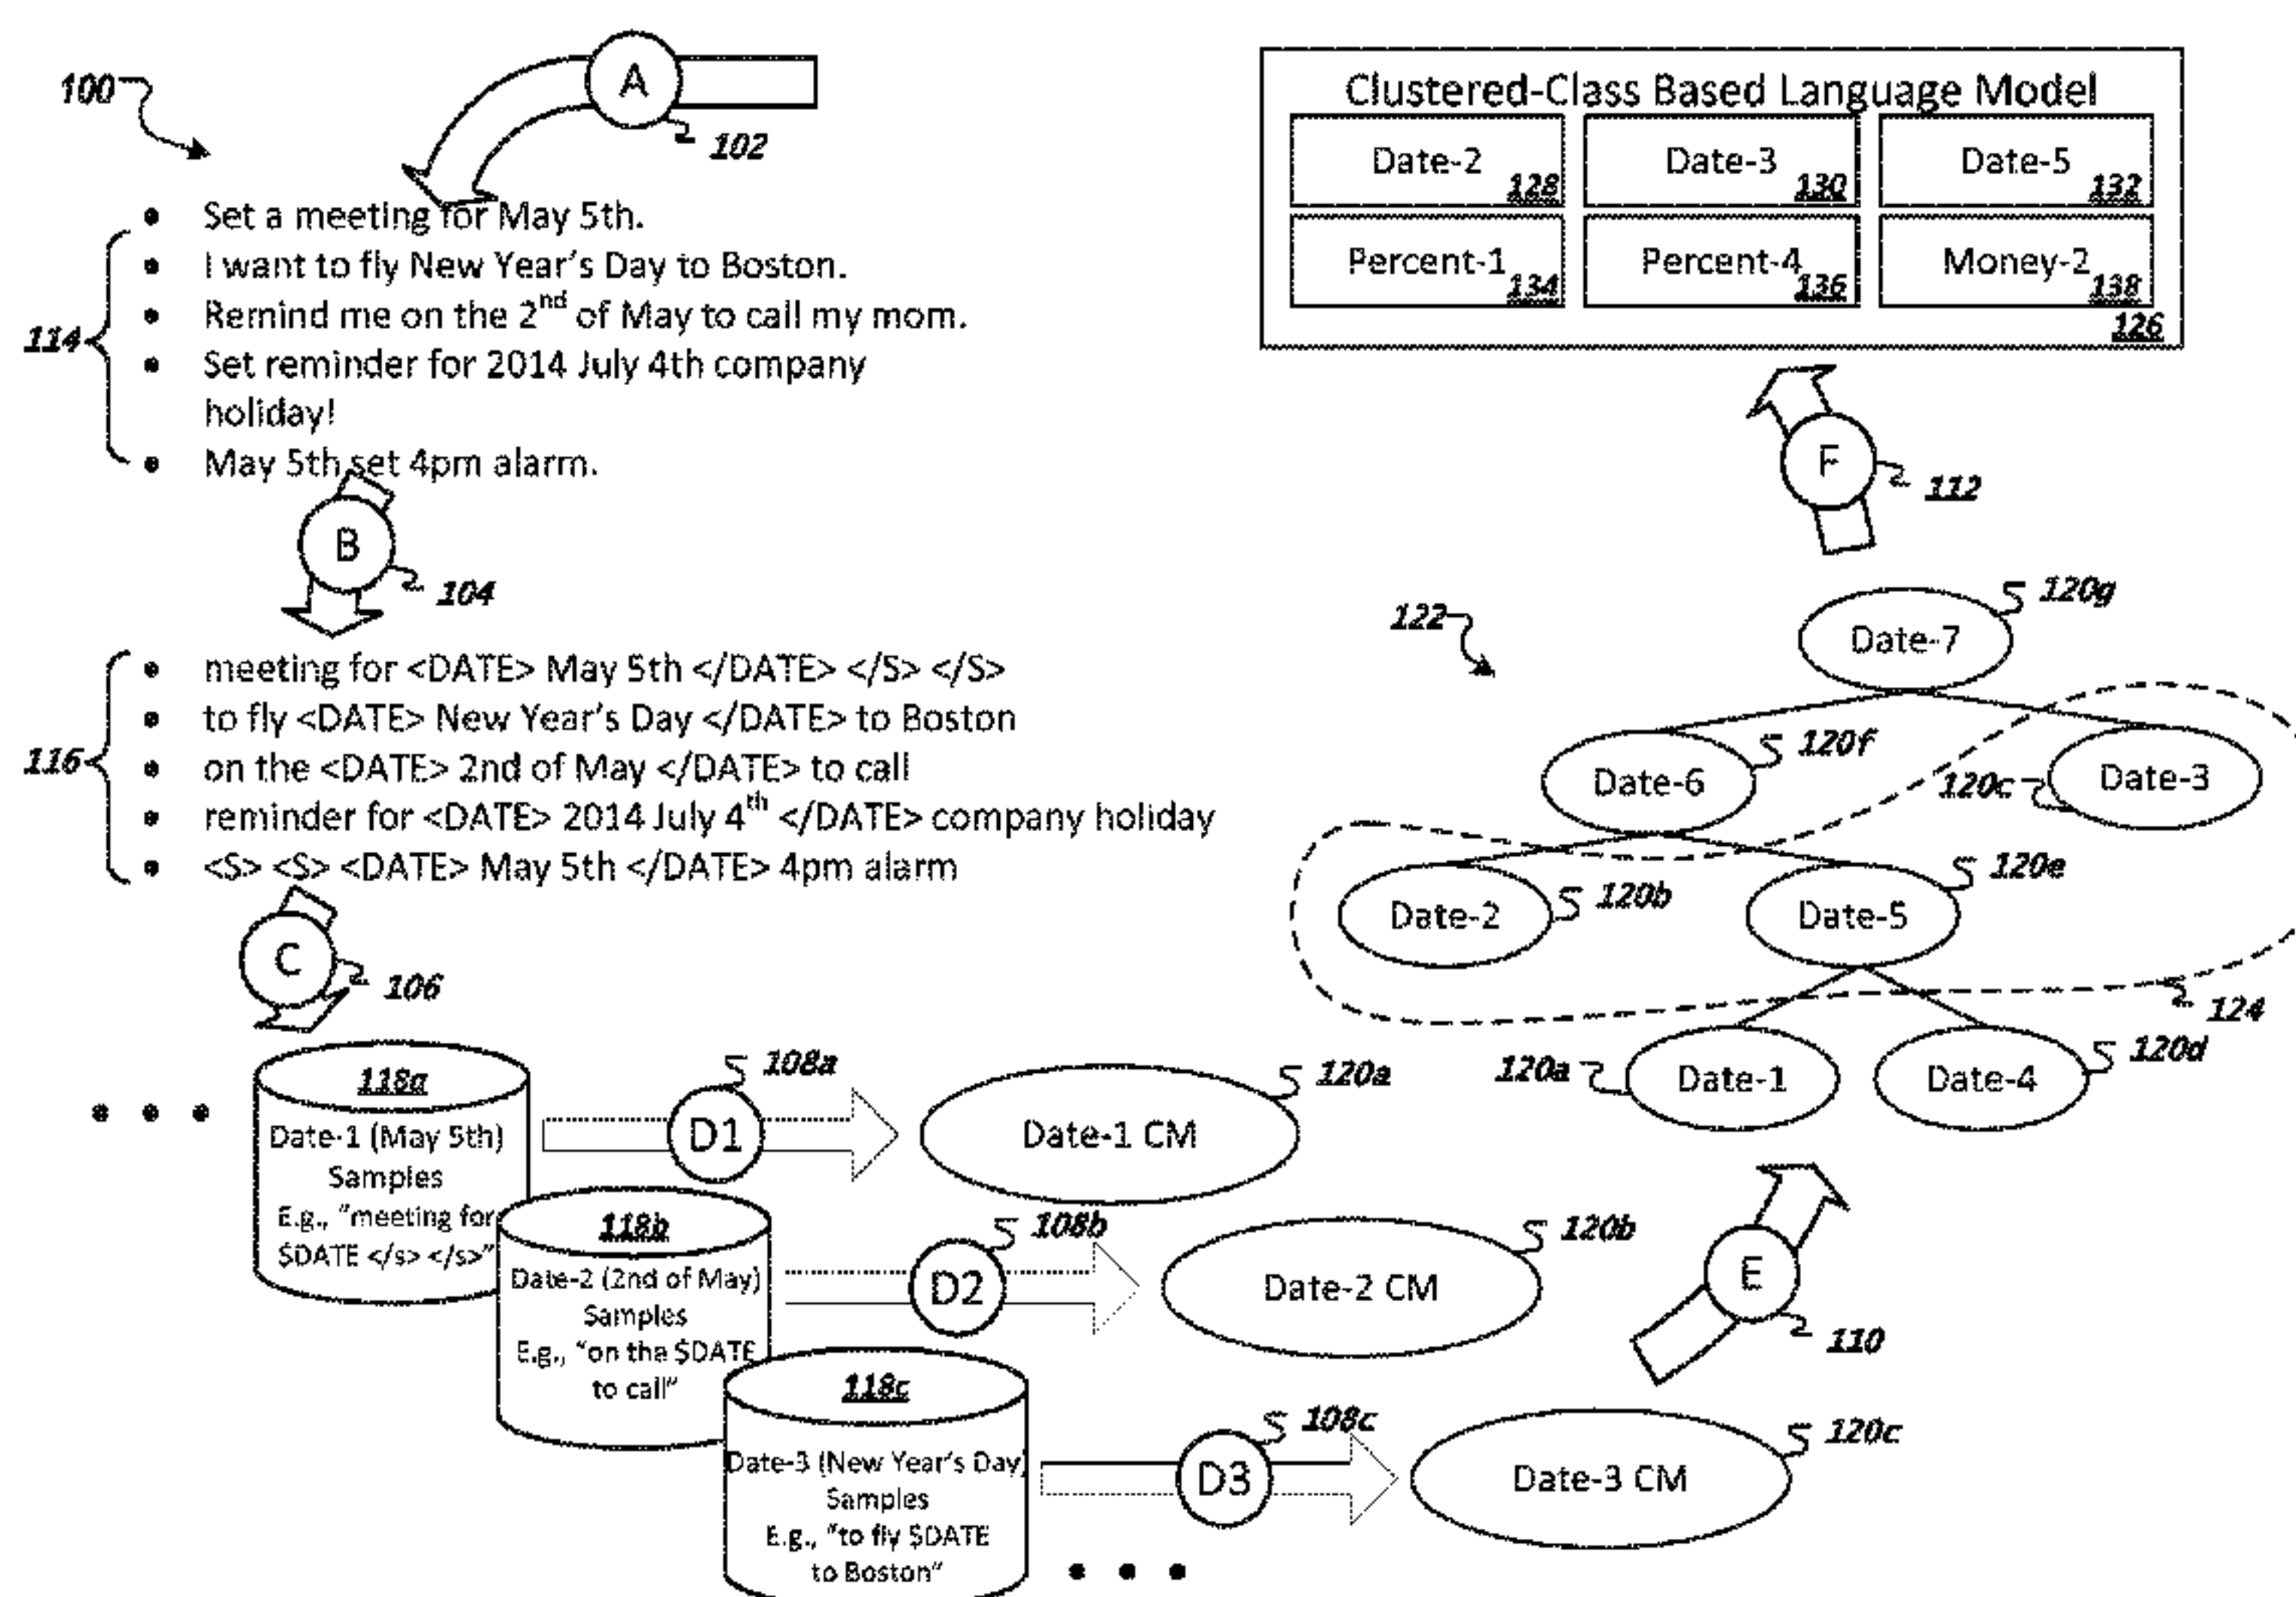 100
A
102
• Set a meeting for May 5th.
• I want to fly New Year's Day to Boston.
• Remind me on the 2nd of May to call my mom.
• Set reminder for 2014 July 4th company
holiday!
• May 5th set 4pm alarm.
114
B
104
• meeting for <DATE> May 5th </DATE> </S> </S>
• to fly <DATE> New Year's Day </DATE> to Boston
• on the <DATE> 2nd of May </DATE> to call
• reminder for <DATE> 2014 July 4th </DATE> company holiday
• <S> <S> <DATE> May 5th </DATE> 4pm alarm
116
C
106
118a
Date-1 (May 5th)
Samples
E.g., "meeting for
$DATE </s> </s>"
D1
108a
Date-1 CM
120a
118b
Date-2 (2nd of May)
Samples
E.g., "on the $DATE
to call"
D2
108b
Date-2 CM
120b
118c
Date-3 (New Year's Day)
Samples
E.g., "to fly $DATE
to Boston"
D3
108c
Date-3 CM
120c
E
110
122
Date-7
120g
Date-6
120f
Date-3
120c
Date-2
120b
Date-5
120e
124
Date-1
120a
Date-4
120d
F
112
Clustered-Class Based Language Model
Date-2
128
Date-3
130
Date-5
132
Percent-1
134
Percent-4
136
Money-2
138
126